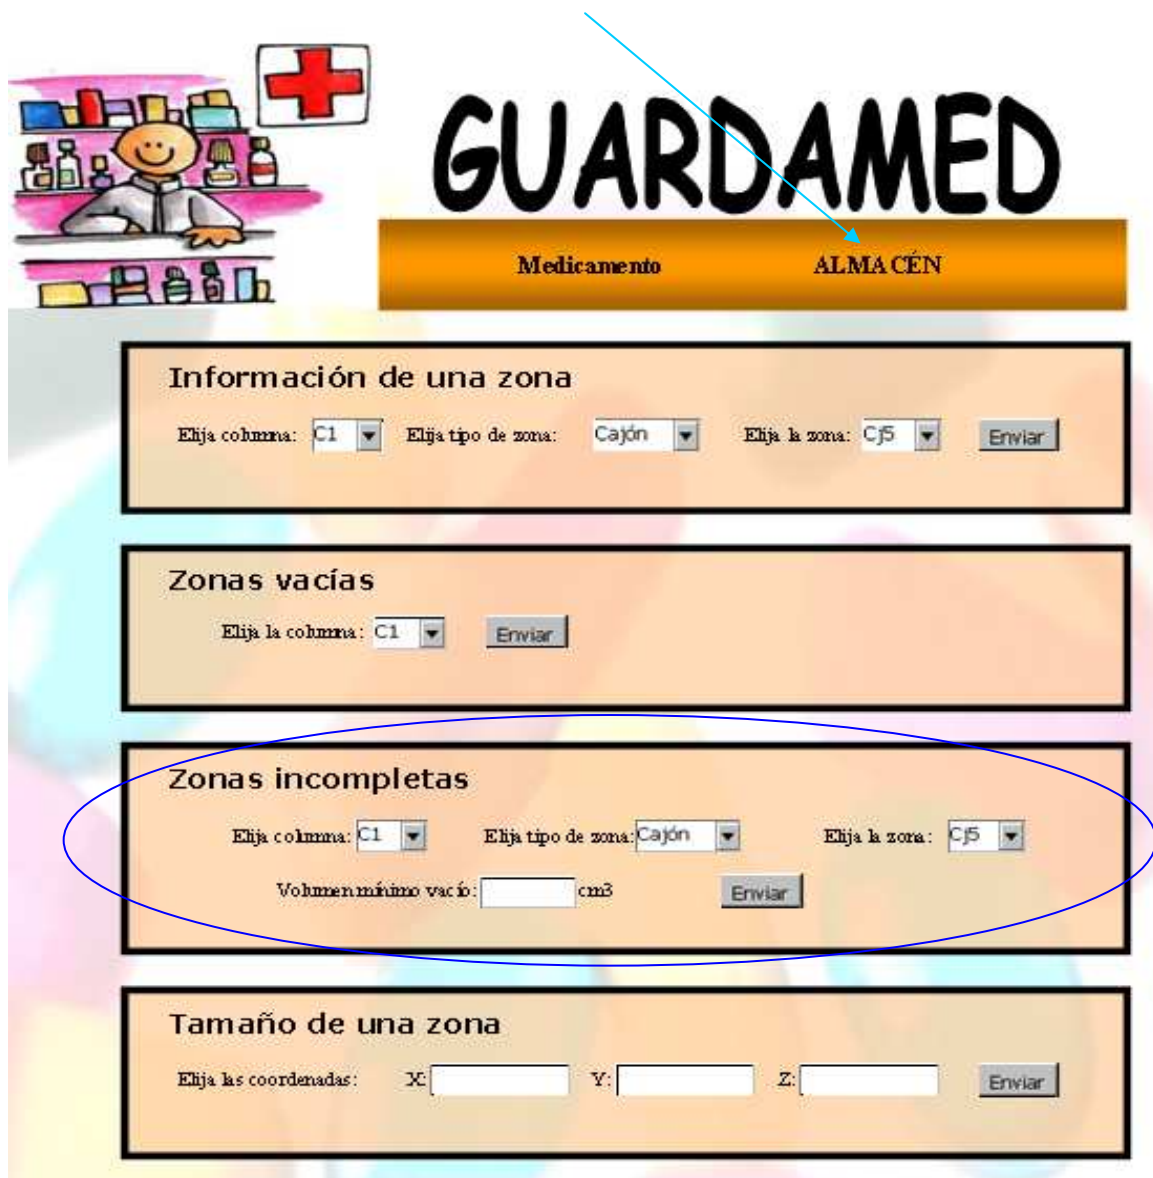 GUARDAMED
Medicamento ALMACÉN
Información de una zona
Elija columna: C1 Elija tipo de zona: Cajón Elija la zona: Cj5 Enviar
Zonas vacías
Elija la columna: C1 Enviar
Zonas incompletas
Elija columna: C1 Elija tipo de zona: Cajón Elija la zona: Cj5
Volumen mínimo vacío: cm3 Enviar
Tamaño de una zona
Elija las coordenadas: X: Y: Z: Enviar